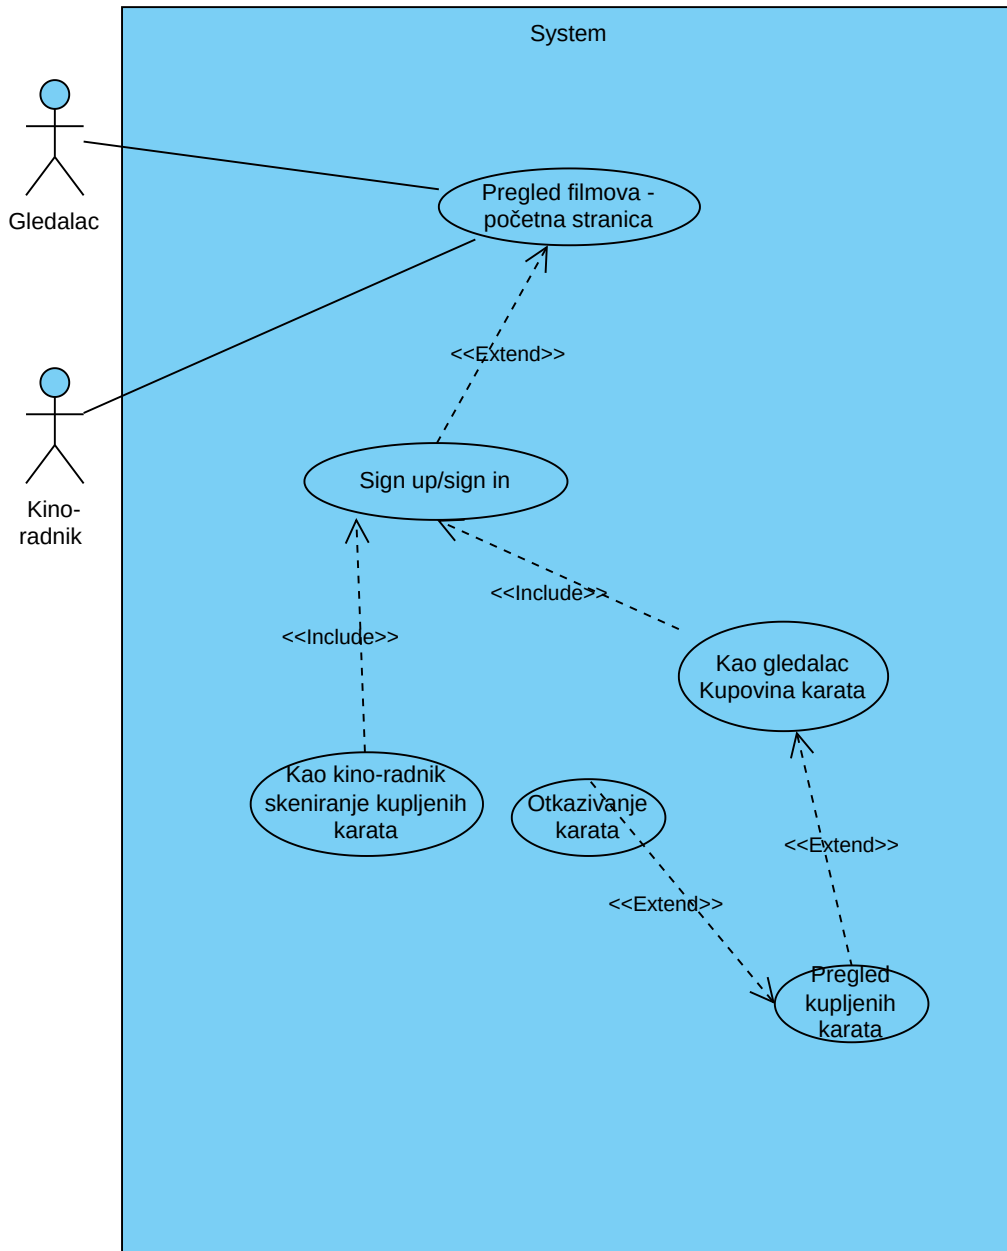 System
Gledalac
Pregled filmova -
početna stranica
<<Extend>>
Kino-
radnik
Sign up/sign in
<<Include>>
<<Include>>
Kao gledalac
Kupovina karata
Kao kino-radnik
skeniranje kupljenih
karata
Otkazivanje
karata
<<Extend>>
<<Extend>>
Pregled
kupljenih
karata